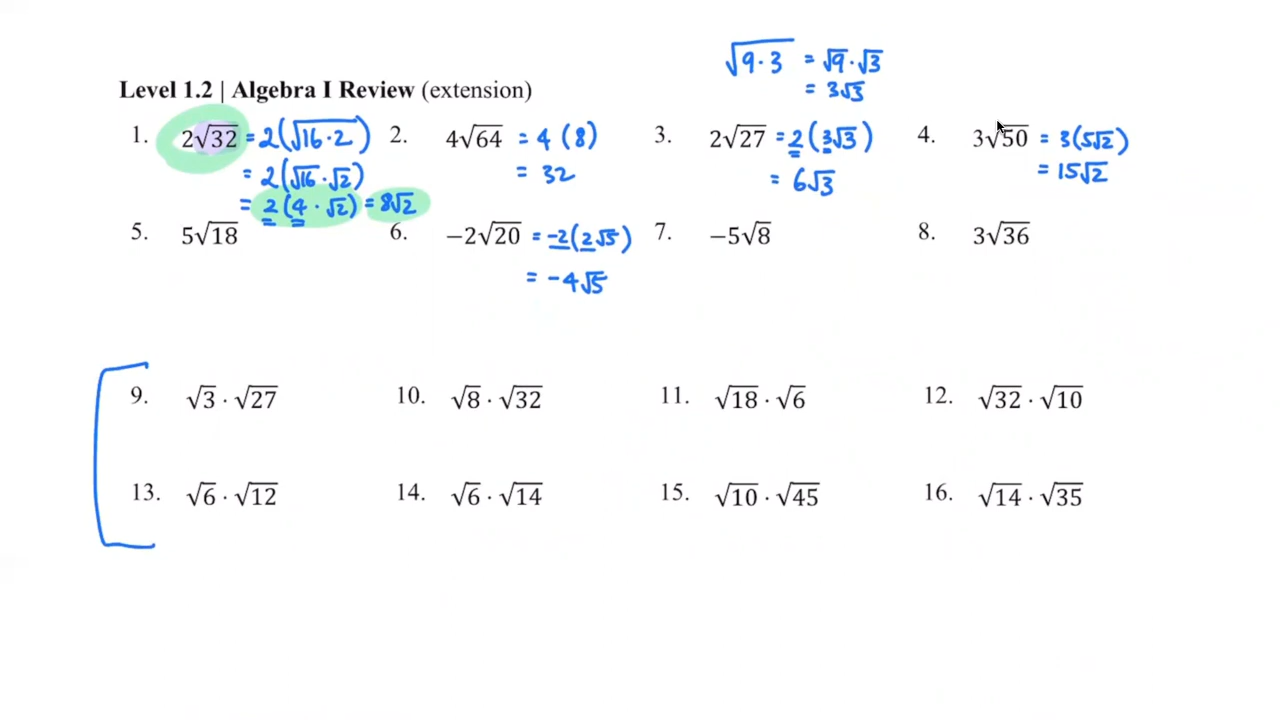 √9·3 = √9·√3
= 3√3
Level 1.2 | Algebra I Review (extension)
1. 2√32 = 2(√16·2)
= 2(√16·√2)
= 2(4·√2) = 8√2
2. 4√64 = 4(8)
= 32
3. 2√27 = 2(3√3)
= 6√3
4. 3√50 = 3(5√2)
= 15√2
5. 5√18
6. −2√20 = -2(2√5)
= -4√5
7. −5√8
8. 3√36
9. √3 · √27
10. √8 · √32
11. √18 · √6
12. √32 · √10
13. √6 · √12
14. √6 · √14
15. √10 · √45
16. √14 · √35